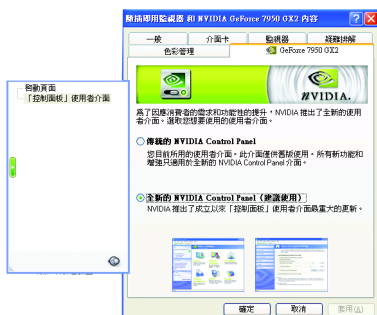 隨插即用監視器 和 NVIDIA GeForce 7950 GX2 內容
一般 介面卡 監視器 疑難排解
色彩管理 GeForce 7950 GX2
NVIDIA.
為了因應消費者的需求和功能性的提升，NVIDIA 推出了全新的使用
者介面。選取您想要使用的使用者介面。
傳統的 NVIDIA Control Panel
您目前所用的使用者介面。此介面僅供舊版使用。所有新功能和
增強只適用於全新的 NVIDIA Control Panel 介面。
全新的 NVIDIA Control Panel（建議使用）
NVIDIA 推出了成立以來「控制面板」使用者介面最重大的更新。
啟動頁面
「控制面板」使用者介面
確定 取消 套用(A)